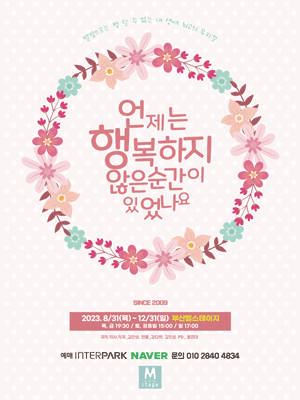 언제는
행복하지
않은순간이
있었나요
SINCE 2009
2023. 8/31(목) ~ 12/31(일) 부산엠스테이지
목, 금 19:30 / 토, 공휴일 15:00 / 일 17:00
예매 INTERPARK NAVER 문의 010 2840 4834
M
stage